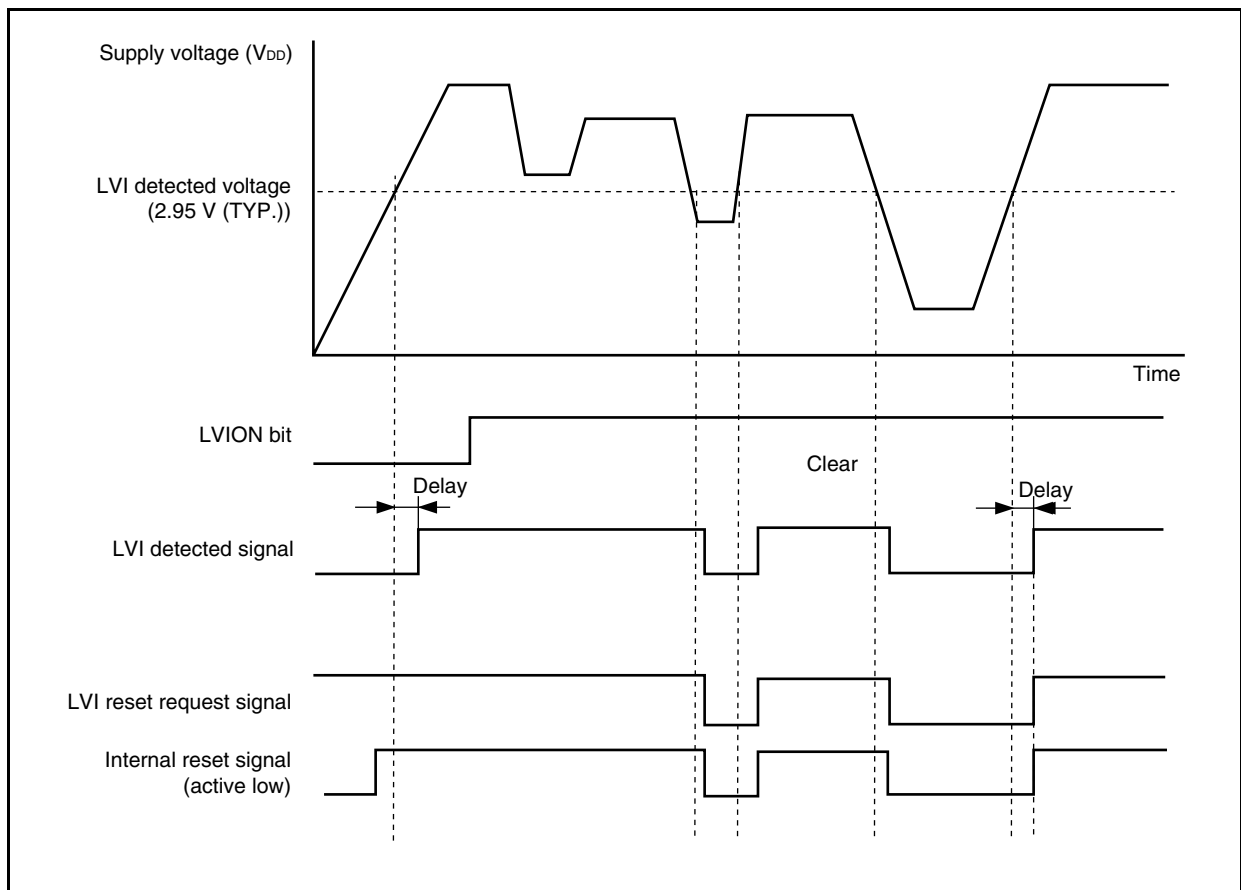 Supply voltage (VDD)
LVI detected voltage
(2.95 V (TYP.))
Time
LVION bit
Clear
Delay
Delay
LVI detected signal
LVI reset request signal
Internal reset signal
(active low)